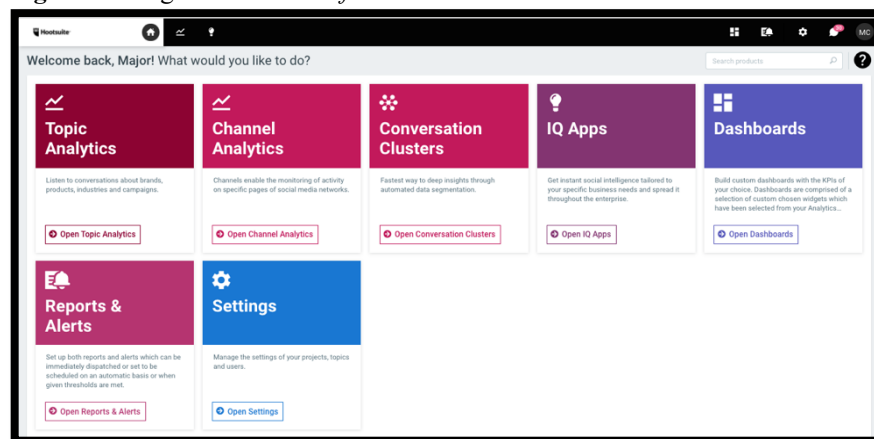 Hootsuite
MC
Welcome back, Major! What would you like to do?
Search products
?
Topic
Analytics
Listen to conversations about brands,
products, industries and campaigns.
Open Topic Analytics
Channel
Analytics
Channels enable the monitoring of activity
on specific pages of social media networks.
Open Channel Analytics
Conversation
Clusters
Fastest way to deep insights through
automated data segmentation.
Open Conversation Clusters
IQ Apps
Get instant social intelligence tailored to
your specific business needs and spread it
throughout the enterprise.
Open IQ Apps
Dashboards
Build custom dashboards with the KPIs of
your choice. Dashboards are comprised of a
selection of custom chosen widgets which
have been selected from your Analytics...
Open Dashboards
Reports &
Alerts
Set up both reports and alerts which can be
immediately dispatched or set to be
scheduled on an automatic basis or when
given thresholds are met.
Open Reports & Alerts
Settings
Manage the settings of your projects, topics
and users.
Open Settings